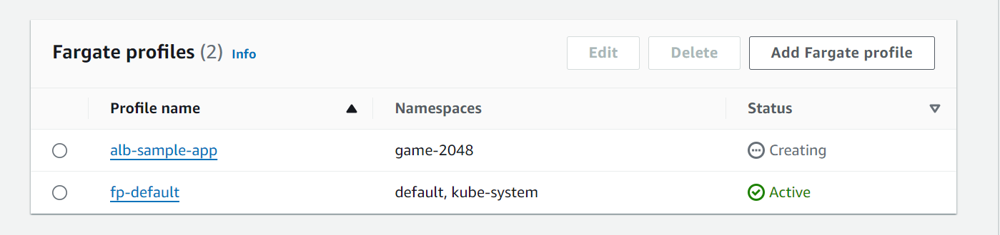 Fargate profiles (2) Info Edit Delete Add Fargate profile
Profile name Namespaces Status
alb-sample-app game-2048 Creating
fp-default default, kube-system Active